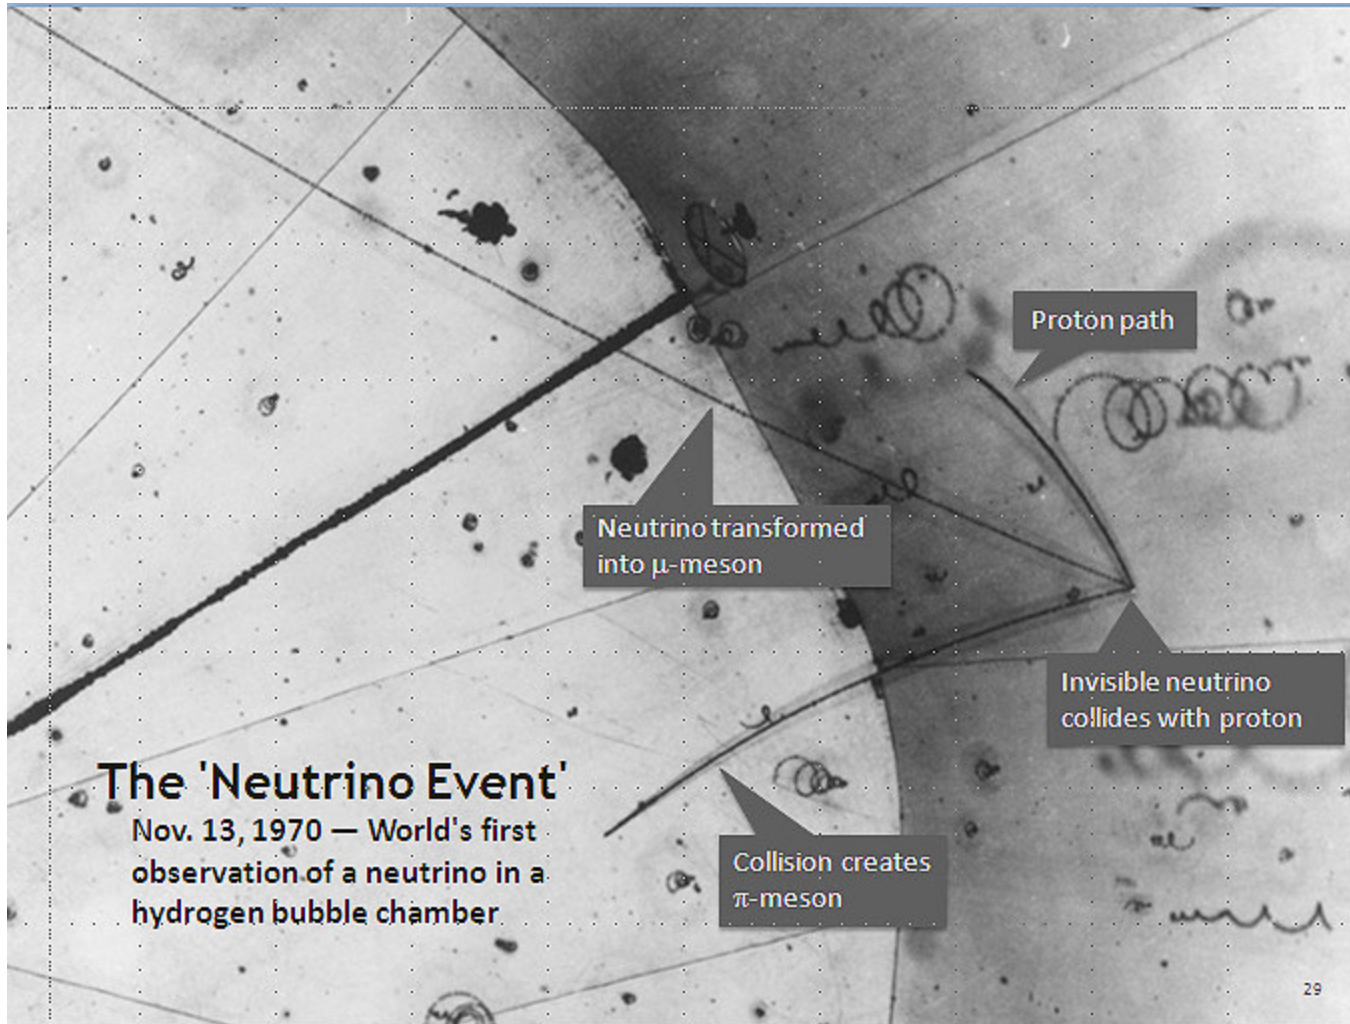 Proton path
Neutrino transformed
into μ-meson
Invisible neutrino
collides with proton
The 'Neutrino Event'
Nov. 13, 1970 — World's first
observation of a neutrino in a
hydrogen bubble chamber
Collision creates
π-meson
29